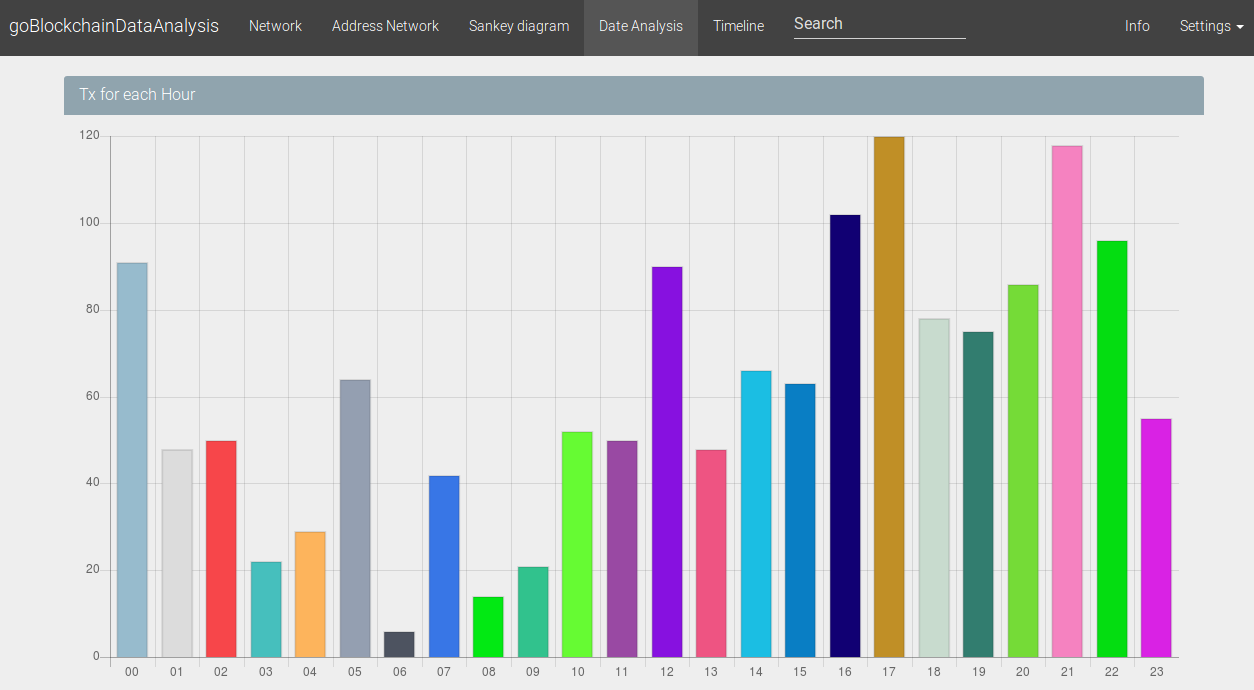 goBlockchainDataAnalysis Network Address Network Sankey diagram Date Analysis Timeline Search Info Settings
Tx for each Hour
120
100
80
60
40
20
0
00 01 02 03 04 05 06 07 08 09 10 11 12 13 14 15 16 17 18 19 20 21 22 23